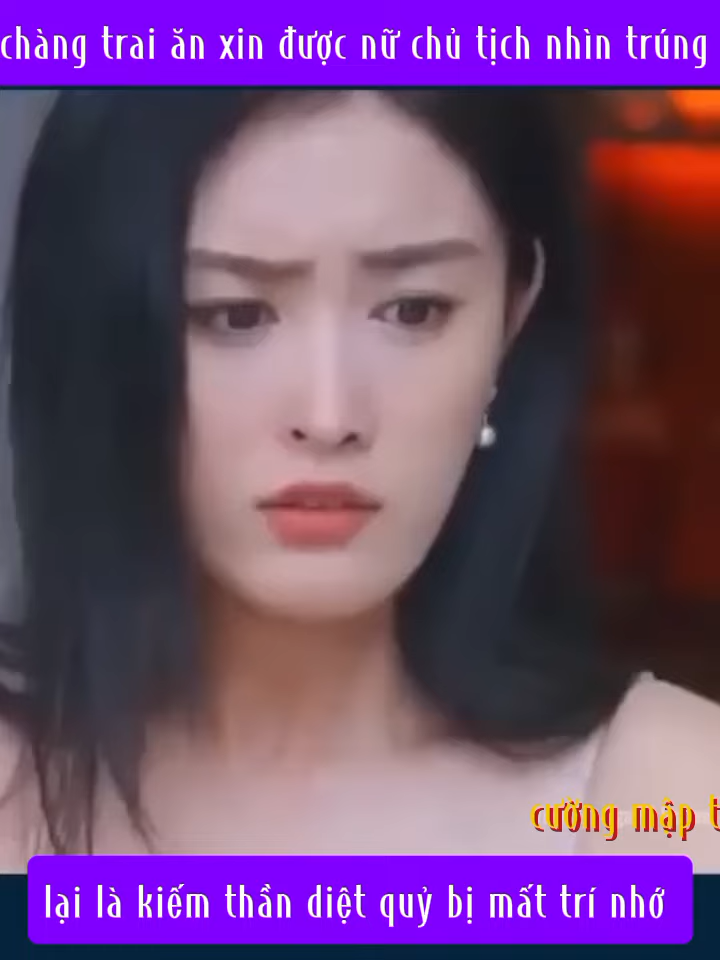 chàng trai ăn xin được nữ chủ tịch nhìn trúng
cường mập
lại là kiếm thần diệt quỷ bị mất trí nhớ